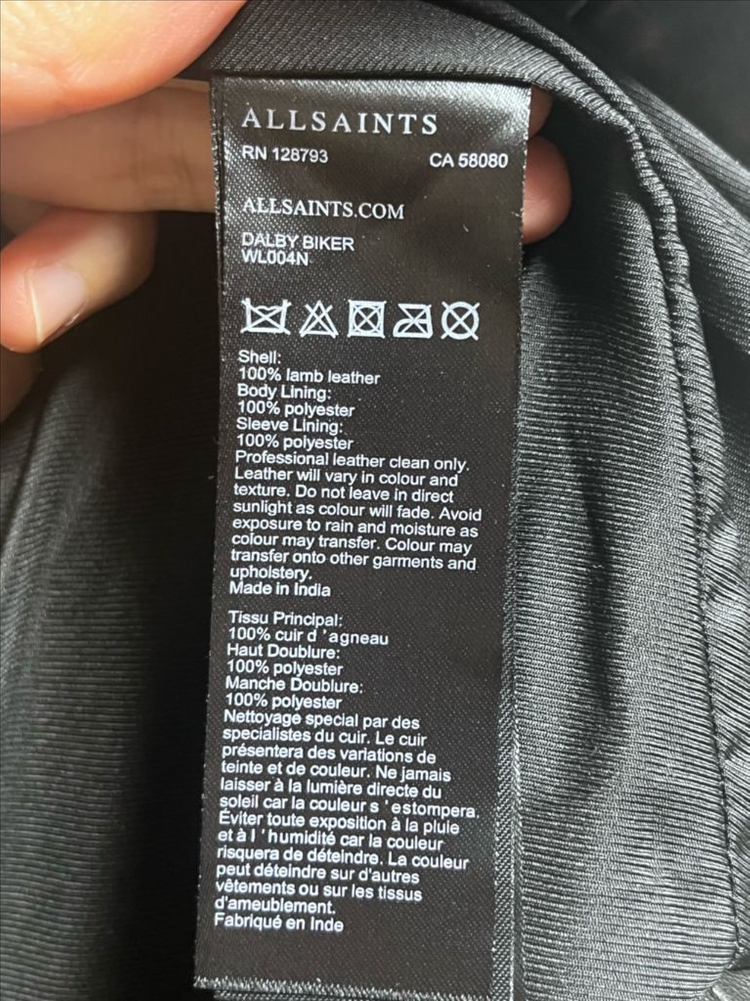 ALLSAINTS
RN 128793 CA 58080
ALLSAINTS.COM
DALBY BIKER
WL004N
Shell:
100% lamb leather
Body Lining:
100% polyester
Sleeve Lining:
100% polyester
Professional leather clean only.
Leather will vary in colour and
texture. Do not leave in direct
sunlight as colour will fade. Avoid
exposure to rain and moisture as
colour may transfer. Colour may
transfer onto other garments and
upholstery.
Made in India
Tissu Principal:
100% cuir d 'agneau
Haut Doublure:
100% polyester
Manche Doublure:
100% polyester
Nettoyage special par des
specialistes du cuir. Le cuir
présentera des variations de
teinte et de couleur. Ne jamais
laisser à la lumière directe du
soleil car la couleur s 'estompera.
Éviter toute exposition à la pluie
et à l 'humidité car la couleur
risquera de déteindre. La couleur
peut déteindre sur d'autres
vêtements ou sur les tissus
d'ameublement.
Fabriqué en Inde